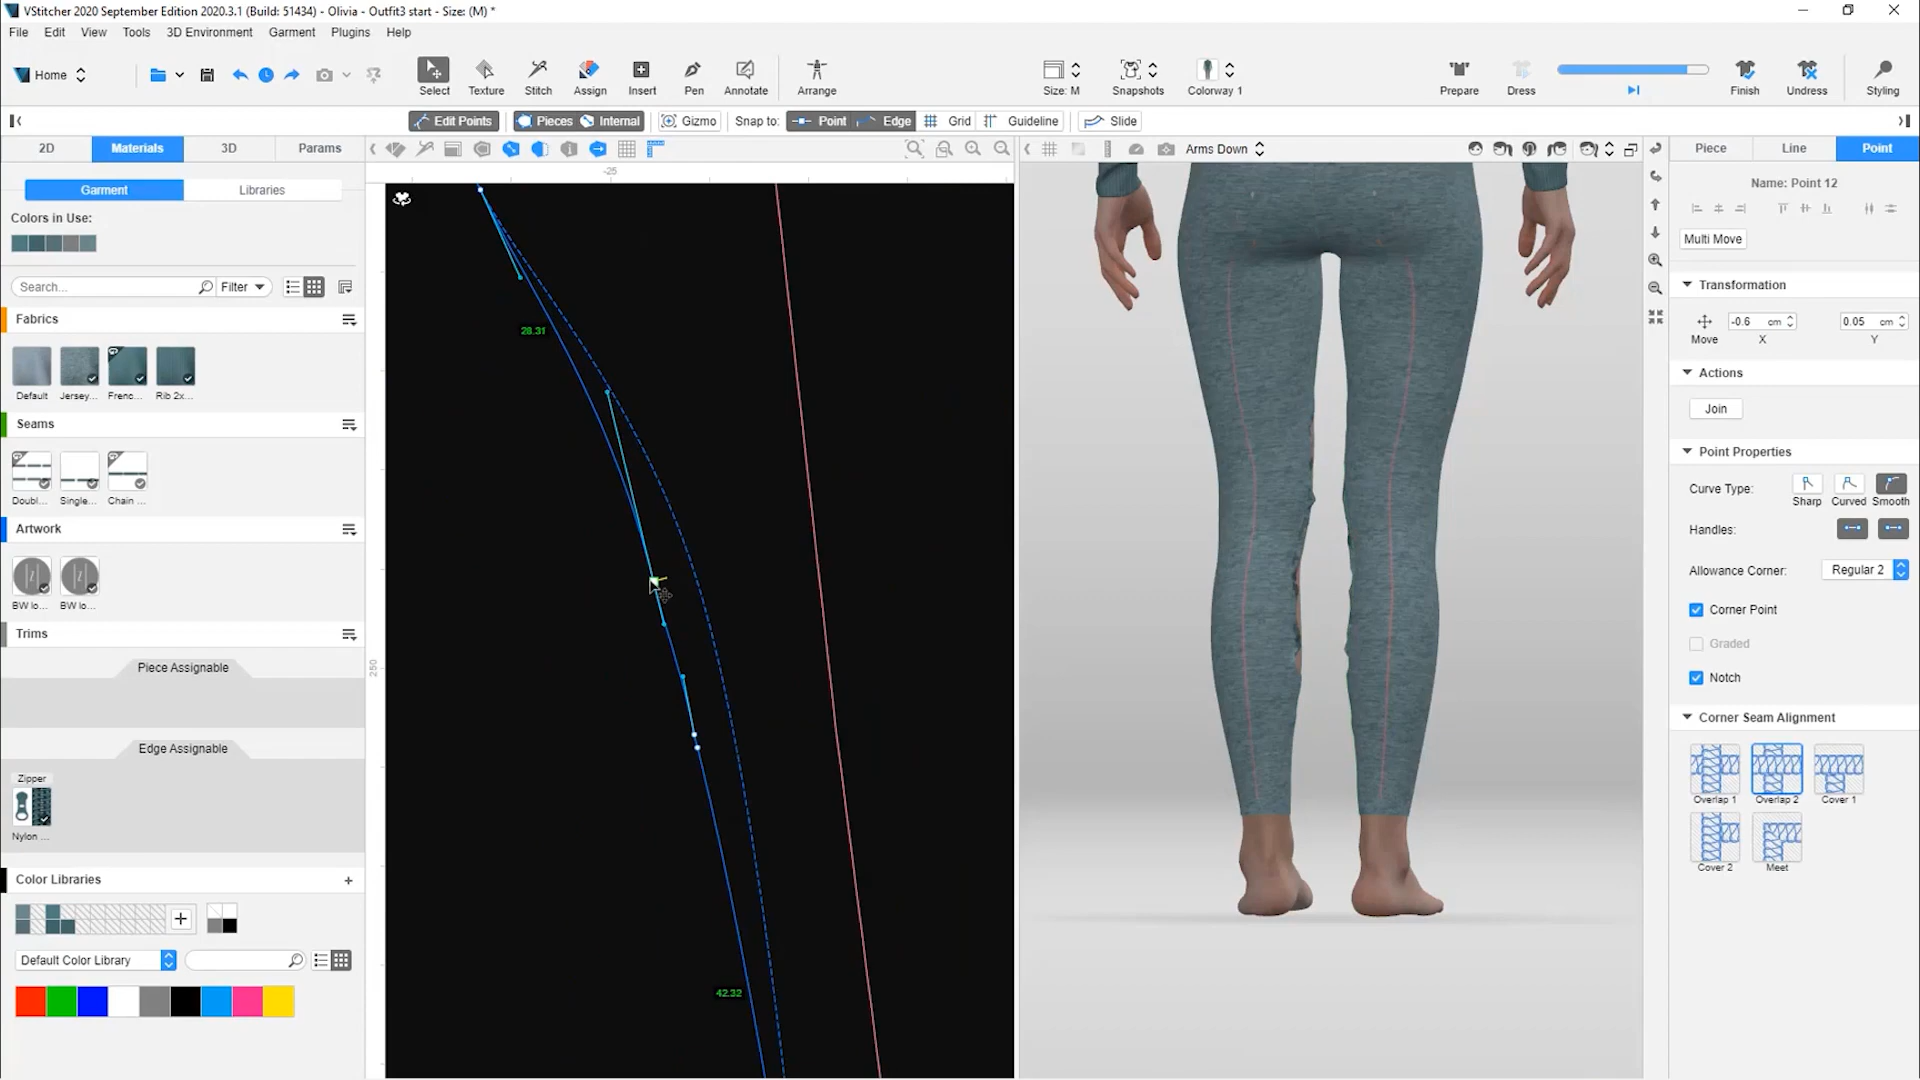 VStitcher 2020 September Edition 2020.3.1 (Build: 51434) - Olivia - Outfit3 start - Size: (M) *
File Edit View Tools 3D Environment Garment Plugins Help
Home Select Texture Stitch Assign Insert Pen Annotate Arrange Size: M Snapshots Colorway 1 Prepare Dress Finish Undress Styling
Edit Points Pieces Internal Gizmo Snap to: Point Edge Grid Guideline Slide
2D Materials 3D Params
Arms Down
Piece Line Point
-25
250
28.31
42.32
Garment Libraries
Colors in Use:
Search... Filter
Fabrics
Default Jersey... Frenc... Rib 2x...
Seams
Doubl... Single... Chain ...
Artwork
BW lo... BW lo...
Trims
Piece Assignable
Edge Assignable
Zipper
Nylon ...
Color Libraries
Default Color Library
Name: Point 12
Multi Move
Transformation
-0.6 cm 0.05 cm
Move X Y
Actions
Join
Point Properties
Curve Type: Sharp Curved Smooth
Handles:
Allowance Corner: Regular 2
Corner Point
Graded
Notch
Corner Seam Alignment
Overlap 1 Overlap 2 Cover 1
Cover 2 Meet